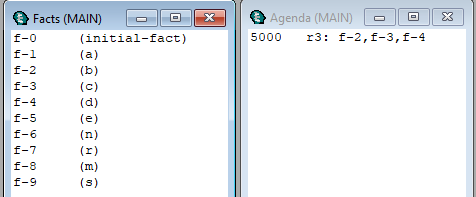 Facts (MAIN)
f-0 (initial-fact)
f-1 (a)
f-2 (b)
f-3 (c)
f-4 (d)
f-5 (e)
f-6 (n)
f-7 (r)
f-8 (m)
f-9 (s)
Agenda (MAIN)
5000 r3: f-2,f-3,f-4